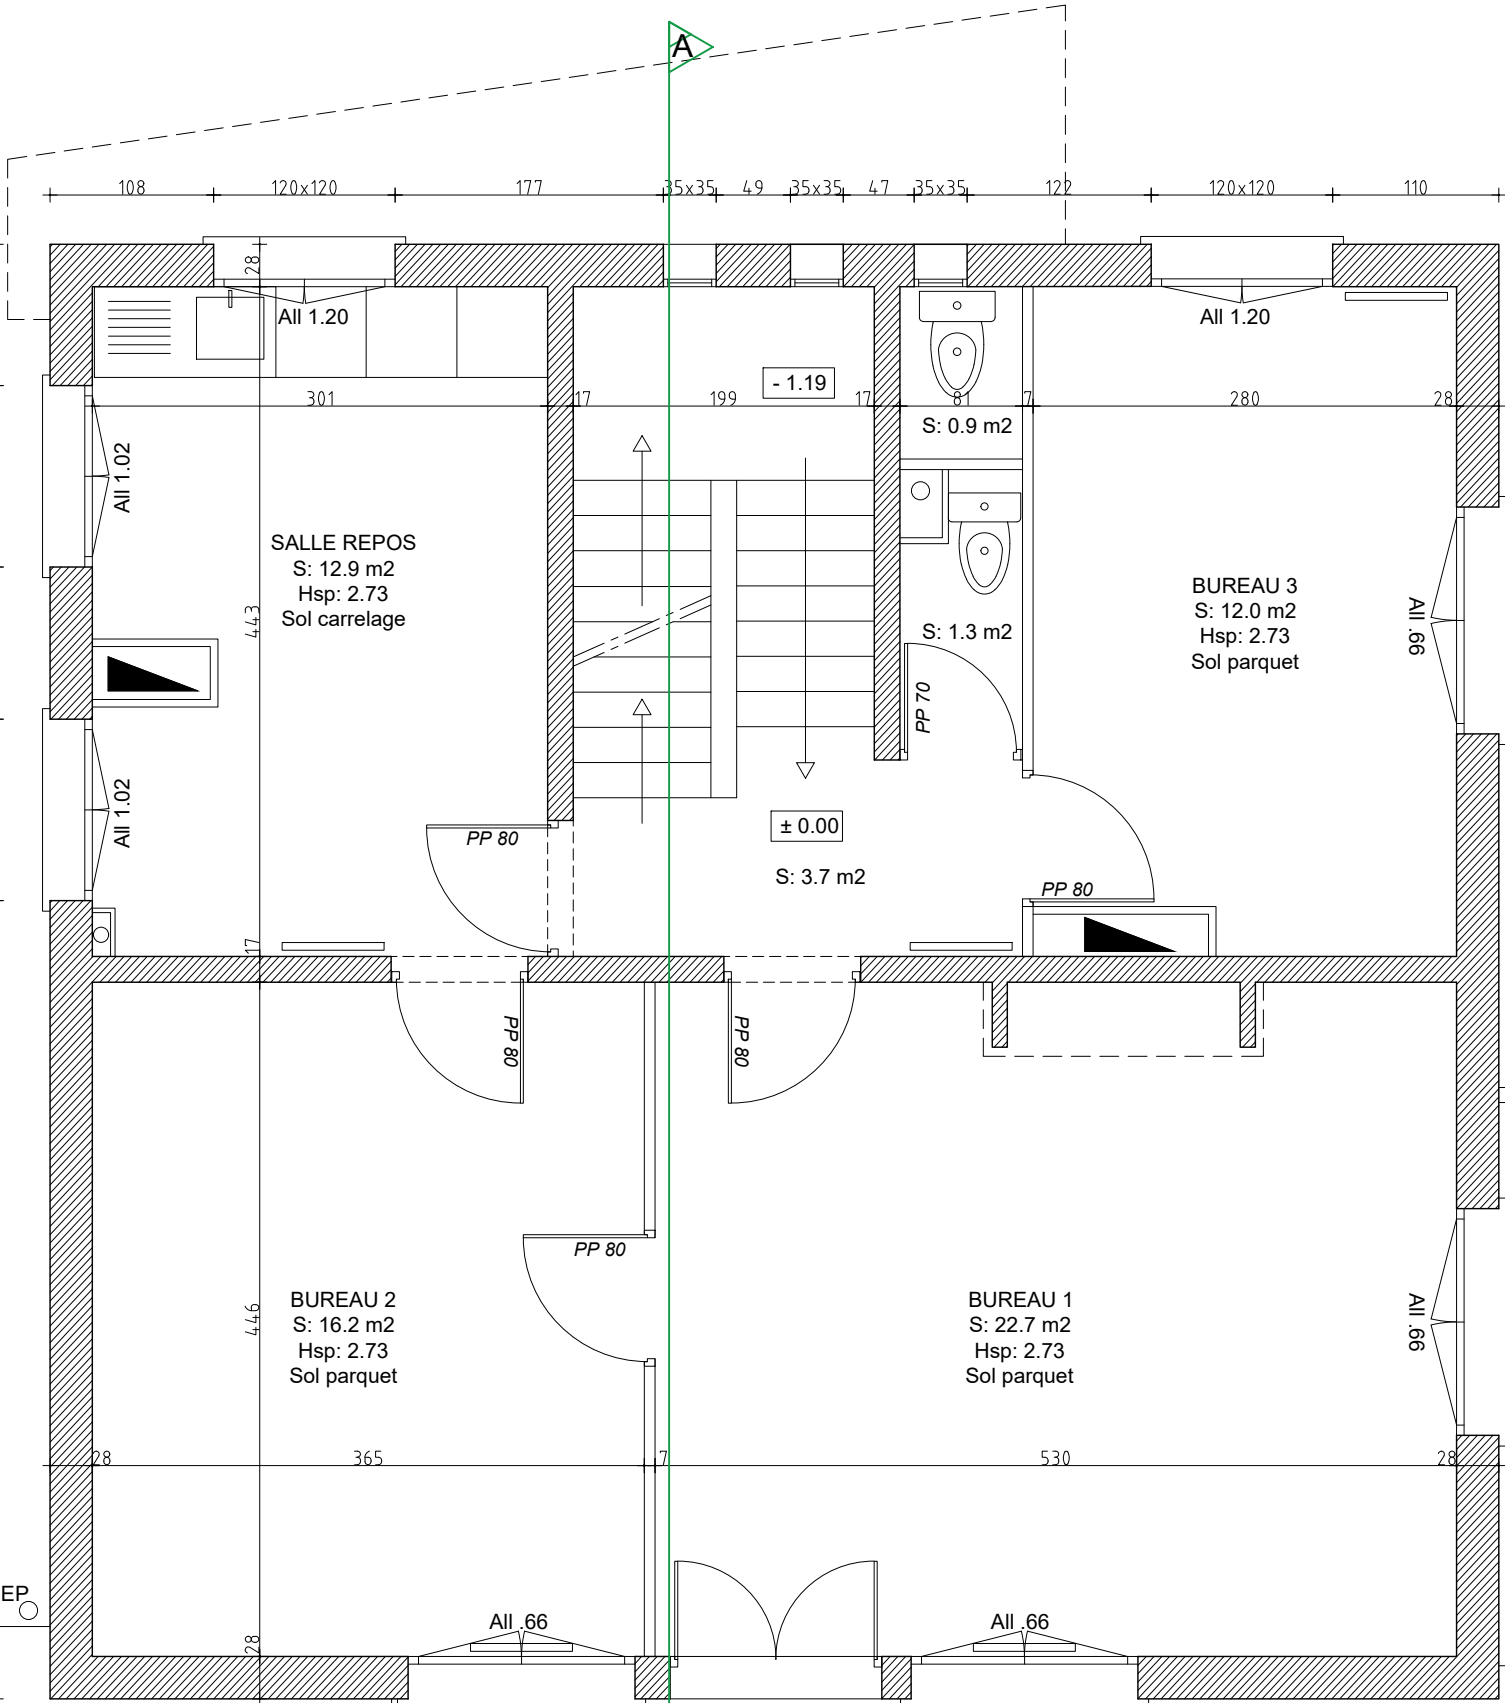 A
108
120x120
177
35x35
49
35x35
47
35x35
122
120x120
110
28
All 1.20
All 1.20
- 1.19
301
17
199
17
81
7
280
28
S: 0.9 m2
All 1.02
SALLE REPOS
S: 12.9 m2
Hsp: 2.73
Sol carrelage
443
S: 1.3 m2
BUREAU 3
S: 12.0 m2
Hsp: 2.73
Sol parquet
All .66
PP 70
All 1.02
PP 80
± 0.00
S: 3.7 m2
PP 80
17
PP 80
PP 80
PP 80
BUREAU 2
S: 16.2 m2
Hsp: 2.73
Sol parquet
446
BUREAU 1
S: 22.7 m2
Hsp: 2.73
Sol parquet
All .66
28
365
7
530
28
EP
All .66
All .66
28